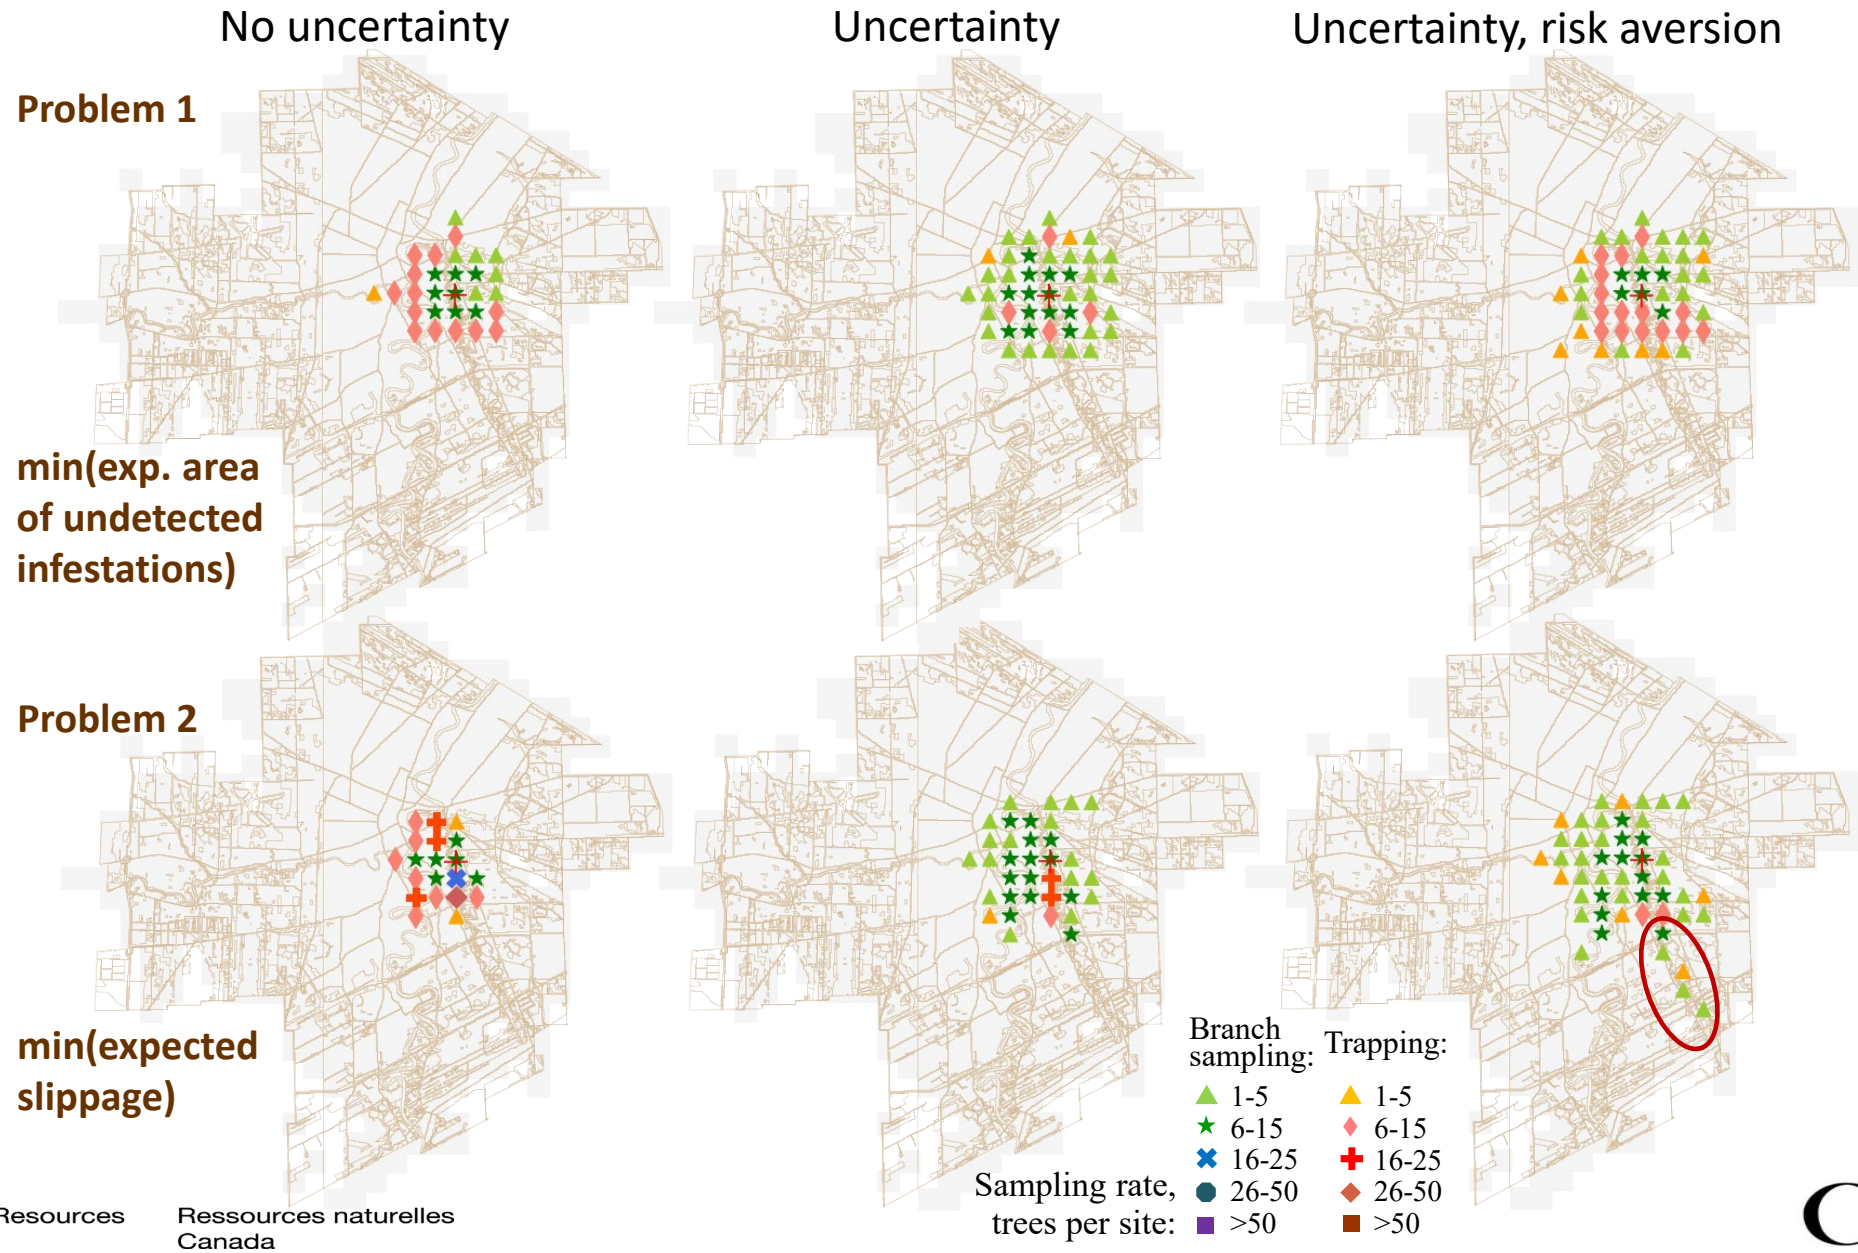 No uncertainty
Uncertainty
Uncertainty, risk aversion
Problem 1
min(exp. area
of undetected
infestations)
Problem 2
min(expected
slippage)
Branch
sampling:
Trapping:
1-5
1-5
6-15
6-15
16-25
16-25
26-50
26-50
>50
>50
Sampling rate,
trees per site:
Resources
Ressources naturelles
Canada